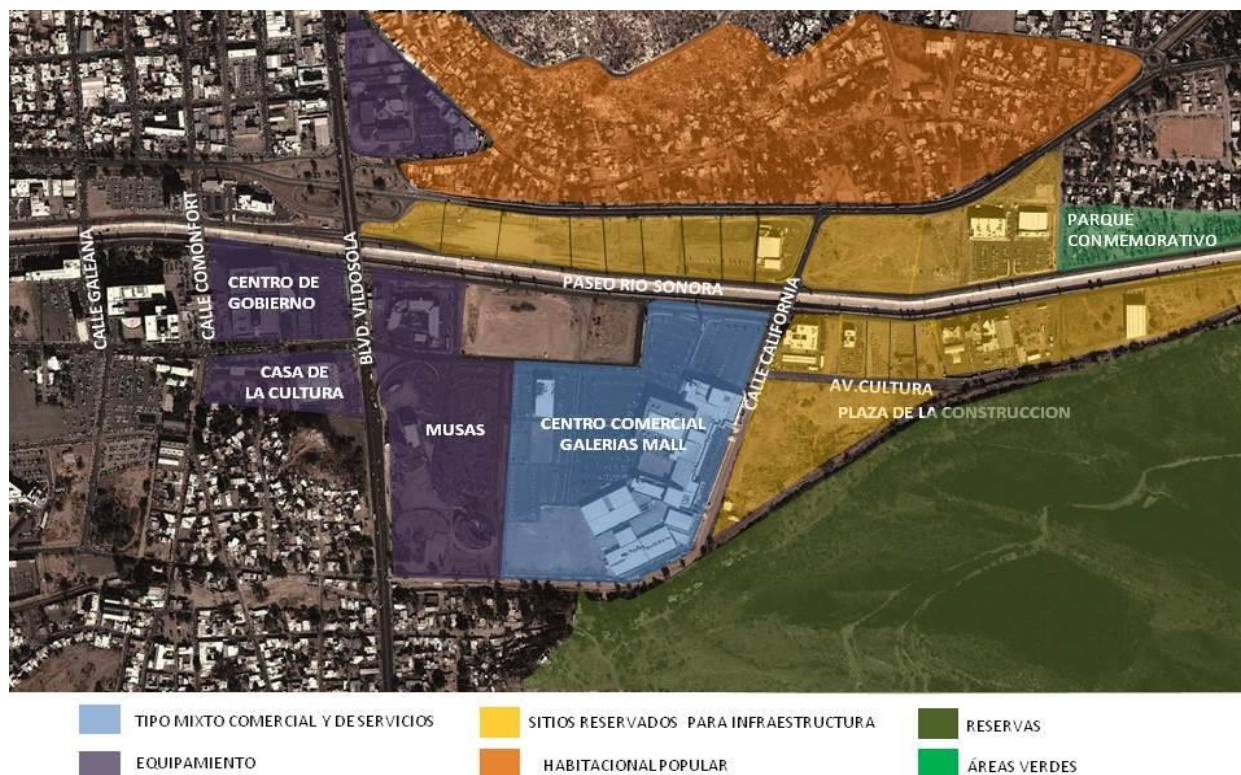 PARQUE
CONMEMORATIVO
CALLE GALEANA
CALLE COMONFORT
CENTRO DE
GOBIERNO
BLVD. VILDOSOLA
PASEO RIO SONORA
CALLE CALIFORNIA
CASA DE
LA CULTURA
AV.CULTURA
PLAZA DE LA CONSTRUCCION
MUSAS
CENTRO COMERCIAL
GALERIAS MALL
TIPO MIXTO COMERCIAL Y DE SERVICIOS
SITIOS RESERVADOS PARA INFRAESTRUCTURA
RESERVAS
EQUIPAMIENTO
HABITACIONAL POPULAR
ÁREAS VERDES